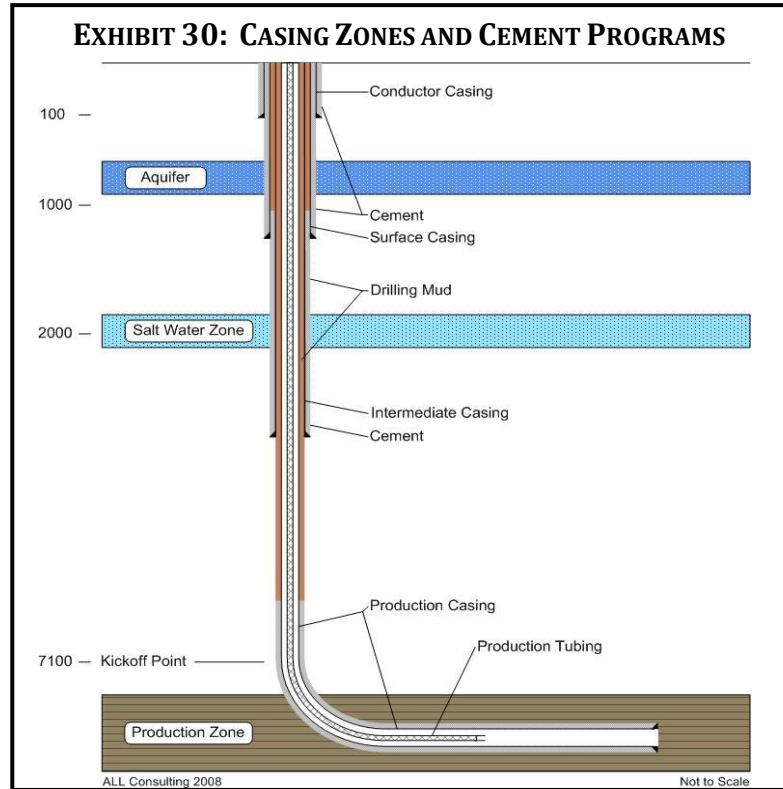 EXHIBIT 30: CASING ZONES AND CEMENT PROGRAMS
Conductor Casing
100 —
Aquifer
1000 —
Cement
Surface Casing
Drilling Mud
2000 —
Salt Water Zone
Intermediate Casing
Cement
Production Casing
Production Tubing
7100 — Kickoff Point
Production Zone
ALL Consulting 2008
Not to Scale